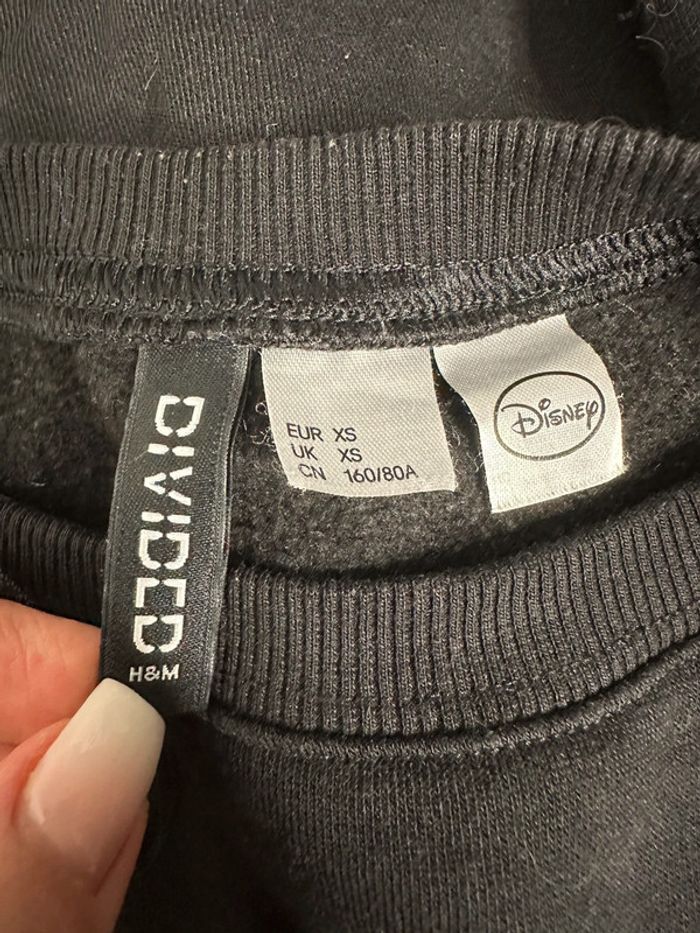 DIVIDED
H&M
EUR XS
UK XS
CN 160/80A
Disney